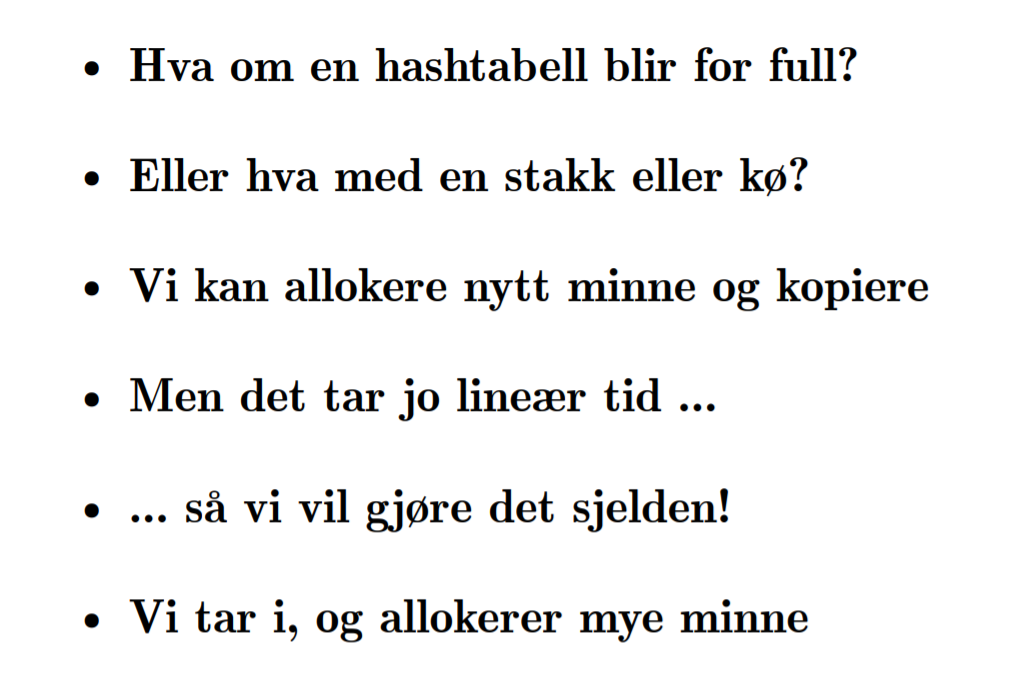 • Hva om en hashtabell blir for full?
• Eller hva med en stakk eller kø?
• Vi kan allokere nytt minne og kopiere
• Men det tar jo lineær tid ...
• ... så vi vil gjøre det sjelden!
• Vi tar i, og allokerer mye minne